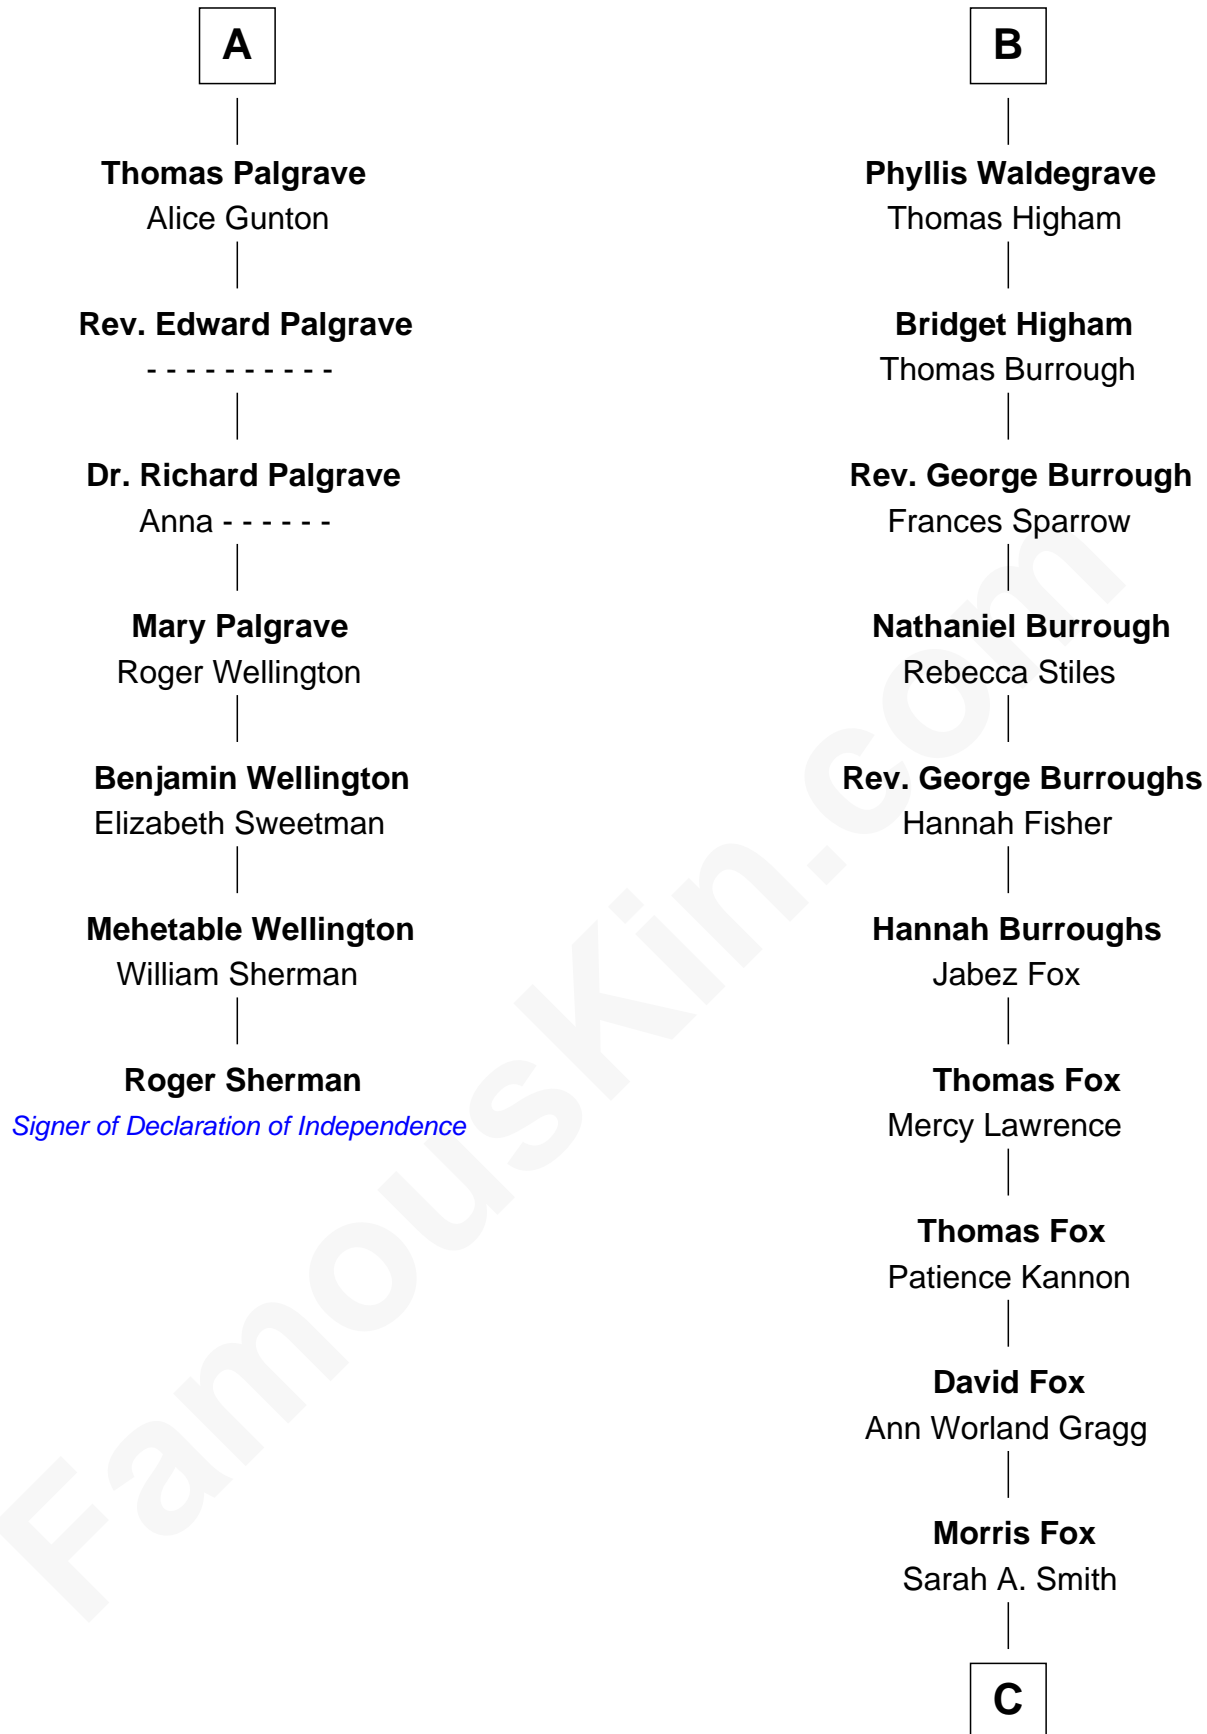 A
Thomas Palgrave
Alice Gunton
Rev. Edward Palgrave
- - - - - - - - - -
Dr. Richard Palgrave
Anna - - - - - -
Mary Palgrave
Roger Wellington
Benjamin Wellington
Elizabeth Sweetman
Mehetable Wellington
William Sherman
Roger Sherman
Signer of Declaration of Independence
B
Phyllis Waldegrave
Thomas Higham
Bridget Higham
Thomas Burrough
Rev. George Burrough
Frances Sparrow
Nathaniel Burrough
Rebecca Stiles
Rev. George Burroughs
Hannah Fisher
Hannah Burroughs
Jabez Fox
Thomas Fox
Mercy Lawrence
Thomas Fox
Patience Kannon
David Fox
Ann Worland Gragg
Morris Fox
Sarah A. Smith
C
FamousKin.com